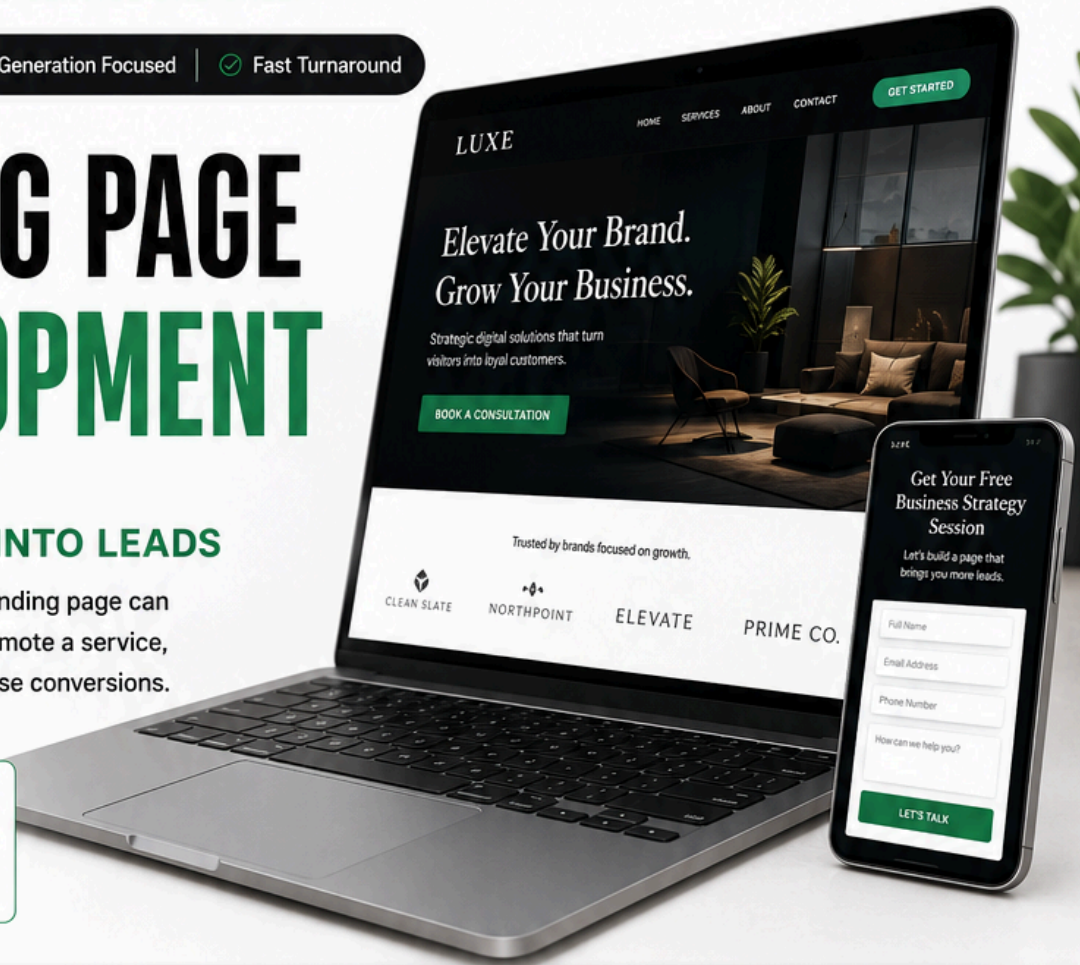 Generation Focused
Fast Turnaround
G PAGE
OPMENT
INTO LEADS
nding page can
mote a service,
se conversions.
LUXE
HOME
SERVICES
ABOUT
CONTACT
GET STARTED
Elevate Your Brand.
Grow Your Business.
Strategic digital solutions that turn
visitors into loyal customers.
BOOK A CONSULTATION
Trusted by brands focused on growth.
CLEAN SLATE
NORTHPOINT
ELEVATE
PRIME CO.
Get Your Free
Business Strategy
Session
Let's build a page that
brings you more leads.
Full Name
Email Address
Phone Number
How can we help you?
LET'S TALK